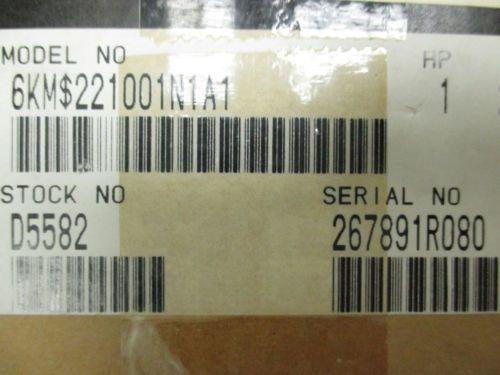 MODEL NO HP
6KM$221001N1A1 1
STOCK NO SERIAL NO
D5582 267891R080